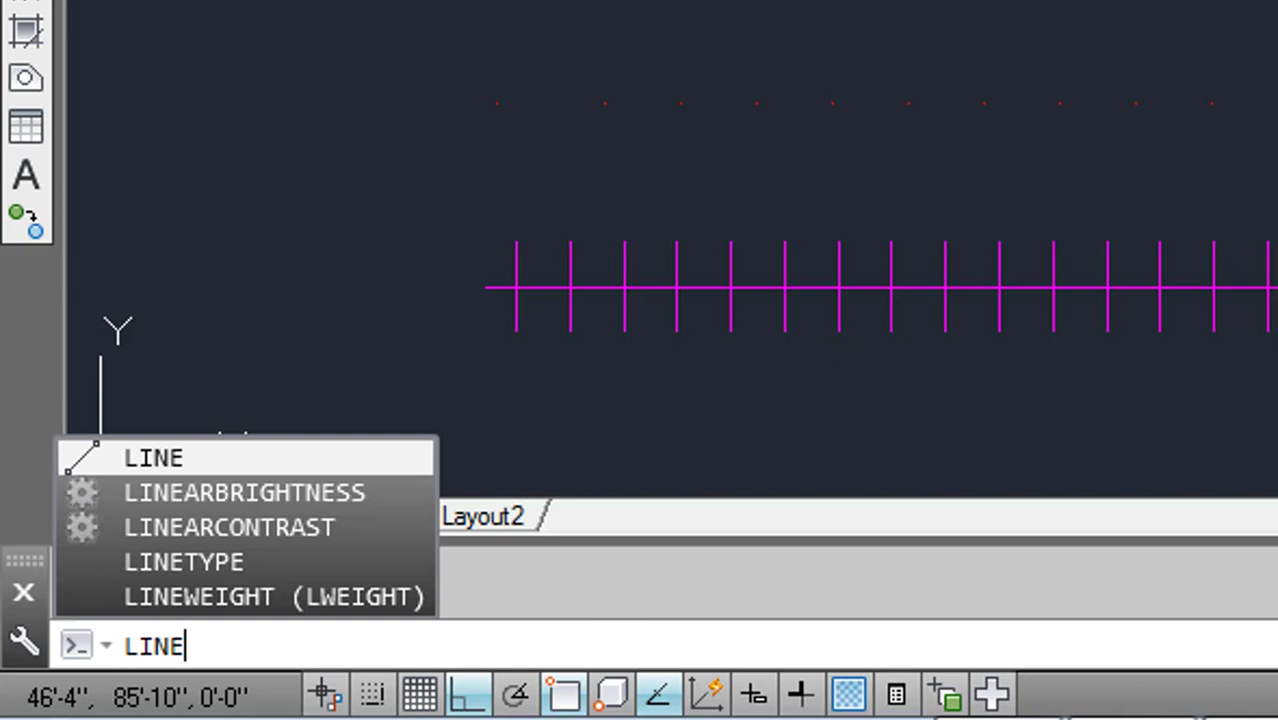 A
Y
LINE
LINEARBRIGHTNESS
LINEARCONTRAST
Layout2
LINETYPE
LINEWEIGHT (LWEIGHT)
LINE
46'-4", 85'-10", 0'-0"